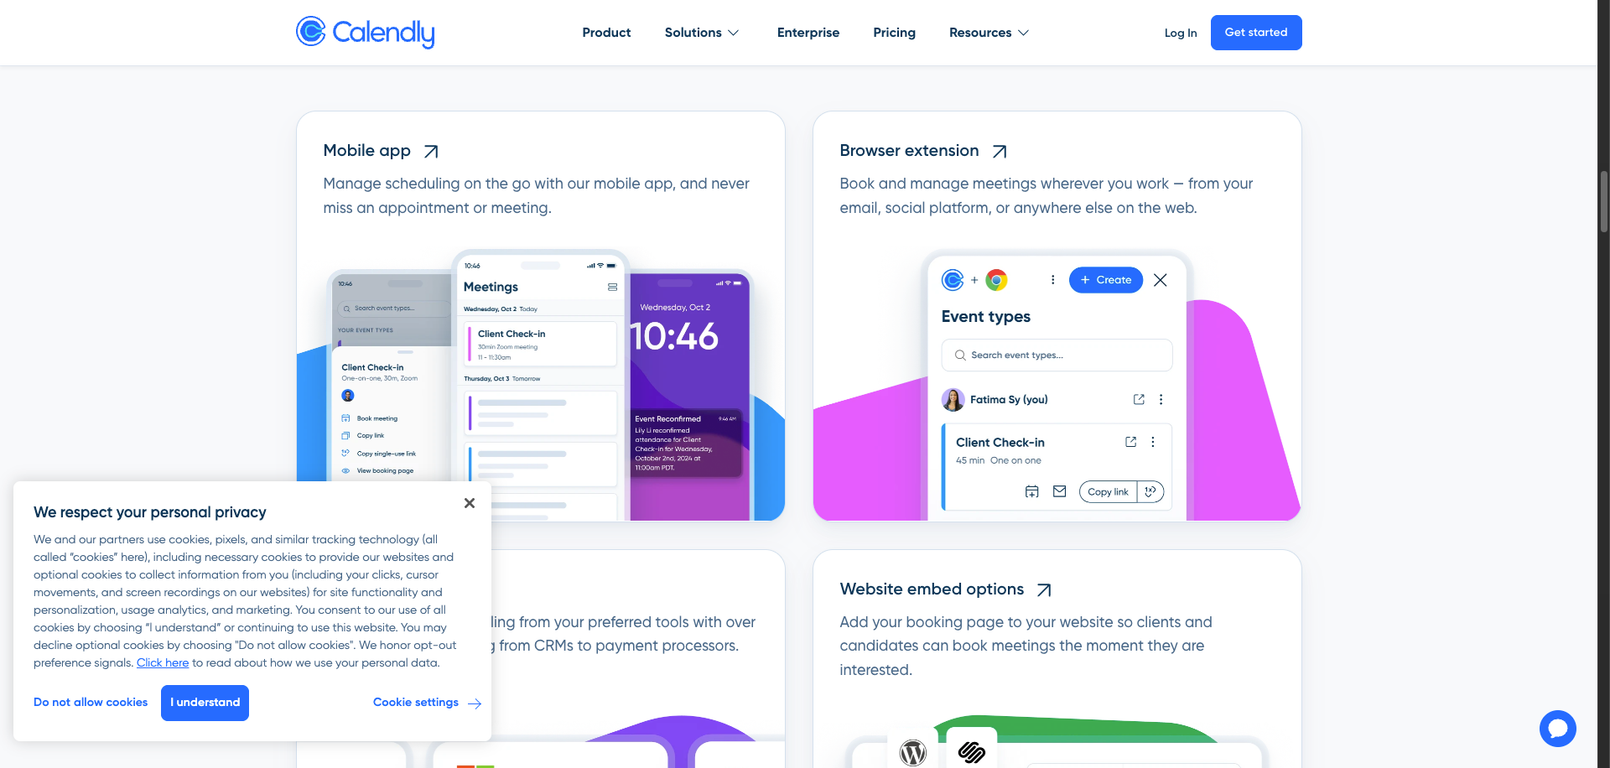 Calendly
Product
Solutions
Enterprise
Pricing
Resources
Log In
Get started
Mobile app
Manage scheduling on the go with our mobile app, and never
miss an appointment or meeting.
10:46
Search event types...
YOUR EVENT TYPES
Client Check-in
One-on-one, 30m, Zoom
Book meeting
Copy link
Copy single-use link
View booking page
10:46
Meetings
Wednesday, Oct 2 Today
Client Check-in
30min Zoom meeting
11 - 11:30am
Thursday, Oct 3 Tomorrow
Wednesday, Oct 2
10:46
Event Reconfirmed 9:46 AM
Lily Li reconfirmed
attendance for Client
Check-in for Wednesday,
October 2nd, 2024 at
11:00am PDT.
Browser extension
Book and manage meetings wherever you work — from your
email, social platform, or anywhere else on the web.
+
+ Create
Event types
Search event types...
Fatima Sy (you)
Client Check-in
45 min One on one
Copy link
ling from your preferred tools with over
g from CRMs to payment processors.
Website embed options
Add your booking page to your website so clients and
candidates can book meetings the moment they are
interested.
We respect your personal privacy
We and our partners use cookies, pixels, and similar tracking technology (all
called “cookies” here), including necessary cookies to provide our websites and
optional cookies to collect information from you (including your clicks, cursor
movements, and screen recordings on our websites) for site functionality and
personalization, usage analytics, and marketing. You consent to our use of all
cookies by choosing “I understand” or continuing to use this website. You may
decline optional cookies by choosing "Do not allow cookies". We honor opt-out
preference signals. Click here to read about how we use your personal data.
Do not allow cookies
I understand
Cookie settings